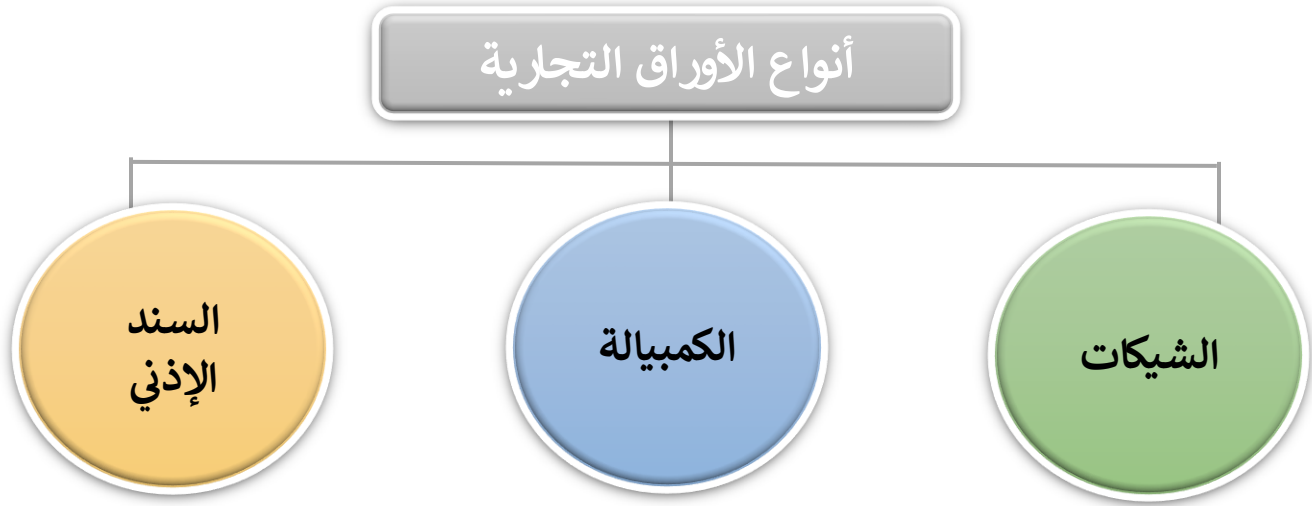 أنواع الأوراق التجارية
الشيكات
الكمبيالة
السند
الإذني